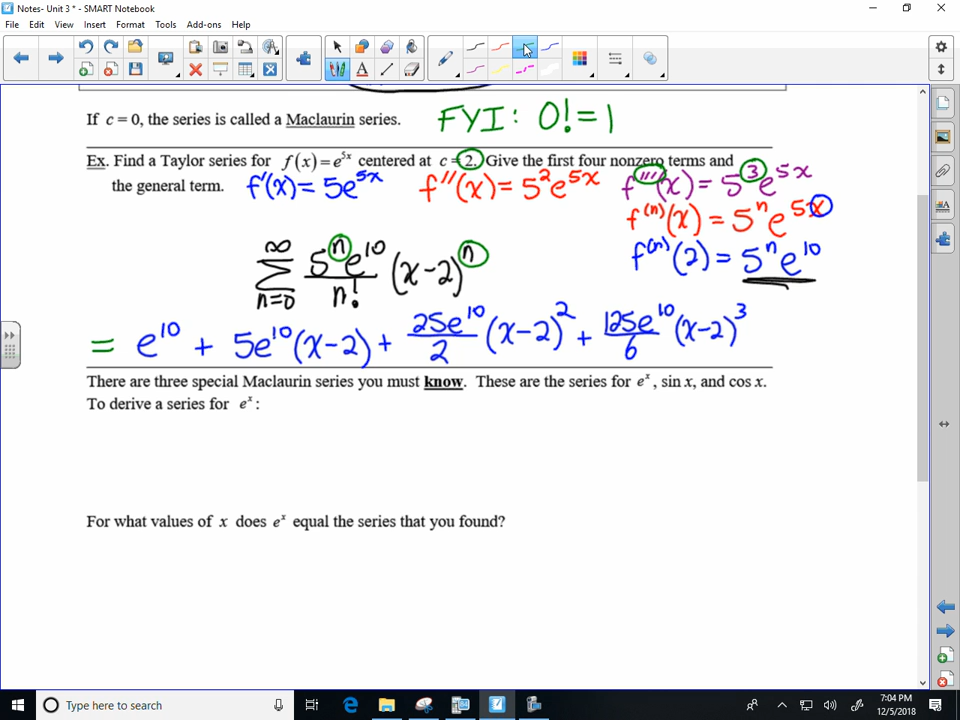 Notes- Unit 3 * - SMART Notebook
File Edit View Insert Format Tools Add-ons Help
If c = 0, the series is called a Maclaurin series. FYI: 0! = 1
Ex. Find a Taylor series for f(x) = e^{5x} centered at c = 2. Give the first four nonzero terms and
the general term. f'(x) = 5e^{5x} f''(x) = 5^2 e^{5x} f''''(x) = 5^3 e^{5x}
f^{(n)}(x) = 5^n e^{5x}
f^{(n)}(2) = 5^n e^{10}
∑_{n=0}^{∞} \frac{5^n e^{10}}{n!} (x-2)^n
= e^{10} + 5e^{10}(x-2) + \frac{25e^{10}}{2}(x-2)^2 + \frac{125e^{10}}{6}(x-2)^3
There are three special Maclaurin series you must know. These are the series for e^x, sin x, and cos x.
To derive a series for e^x:
For what values of x does e^x equal the series that you found?
Type here to search
7:04 PM
12/5/2018